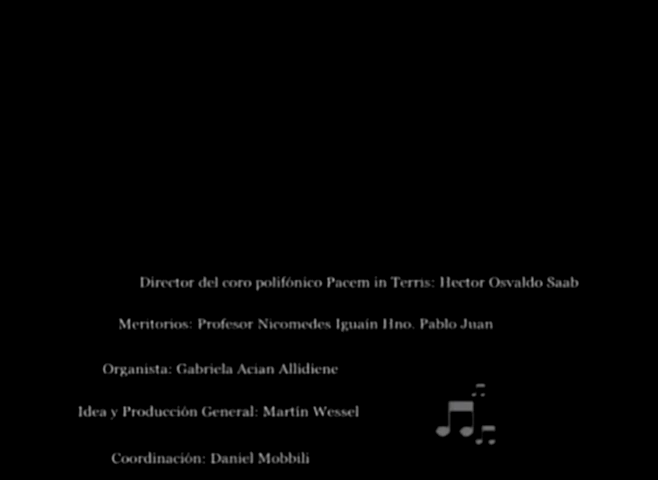 Director del coro polifónico Pacem in Terris: Hector Osvaldo Saab
Meritorios: Profesor Nicomedes Iguaín Hno. Pablo Juan
Organista: Gabriela Acian Allidiene
Idea y Producción General: Martín Wessel
Coordinación: Daniel Mobbili